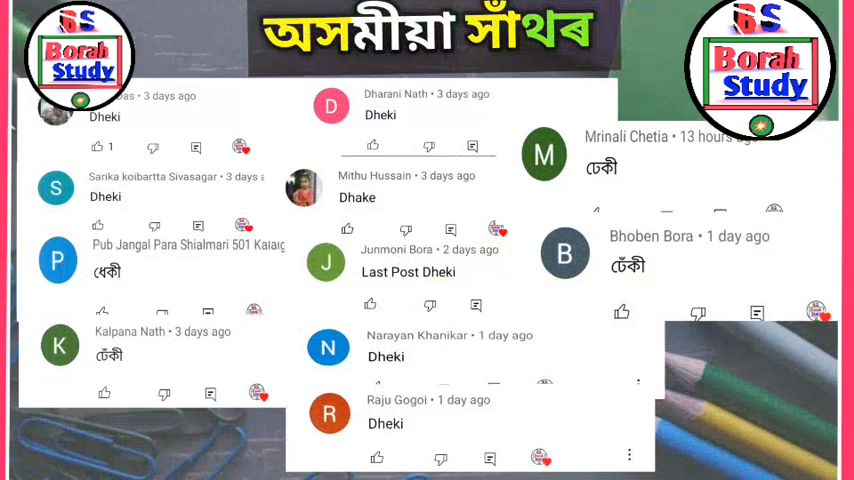 BS
Borah
Study
অসমীয়া সাঁথৰ
BS
Borah
Study
Das • 3 days ago
Dheki
1
D
Dharani Nath • 3 days ago
Dheki
M
Mrinali Chetia • 13 hours ago
ঢেকী
S
Sarika koibartta Sivasagar • 3 days a
Dheki
Mithu Hussain • 3 days ago
Dhake
P
Pub Jangal Para Shialmari 501
ধেকী
J
Junmoni Bora • 2 days ago
Last Post Dheki
B
Bhoben Bora • 1 day ago
ঢেঁকী
K
Kalpana Nath • 3 days ago
ঢেঁকী
N
Narayan Khanikar • 1 day ago
Dheki
R
Raju Gogoi • 1 day ago
Dheki